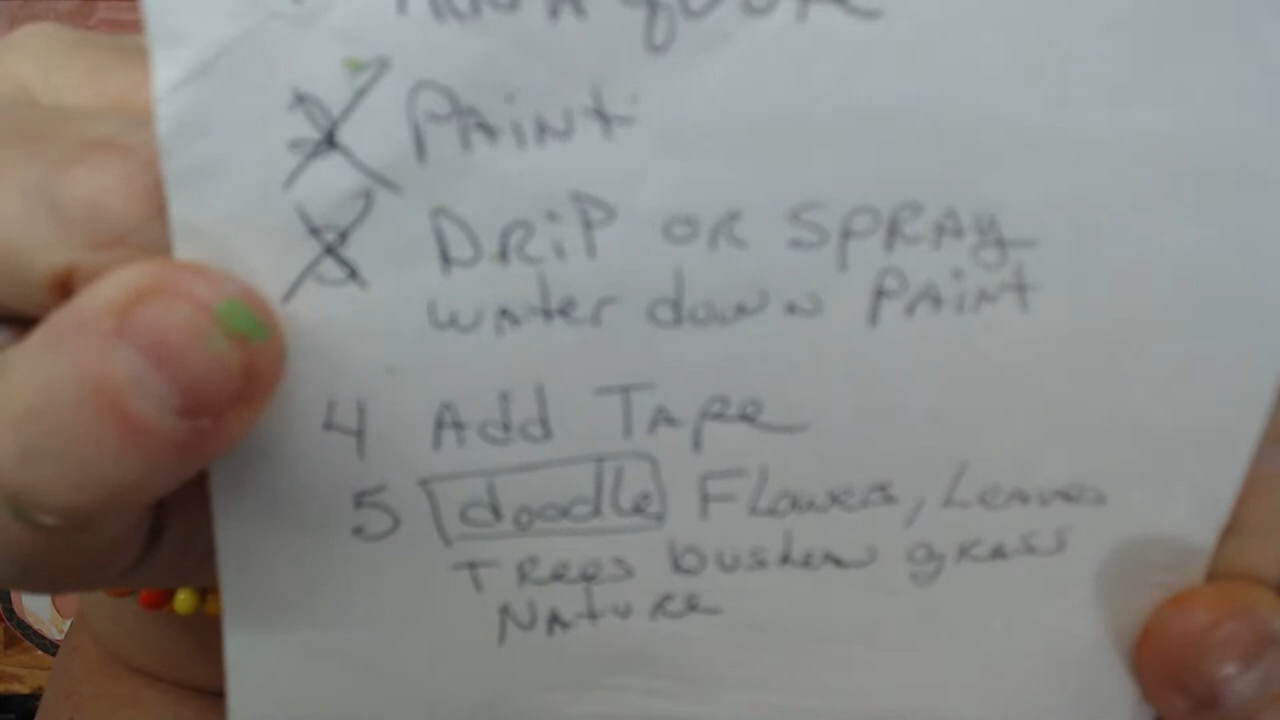 Paint
Drip or Spray
water down Paint
4 Add Tape
5 doodle Flowers, Leaves
Trees bushes grass
Nature